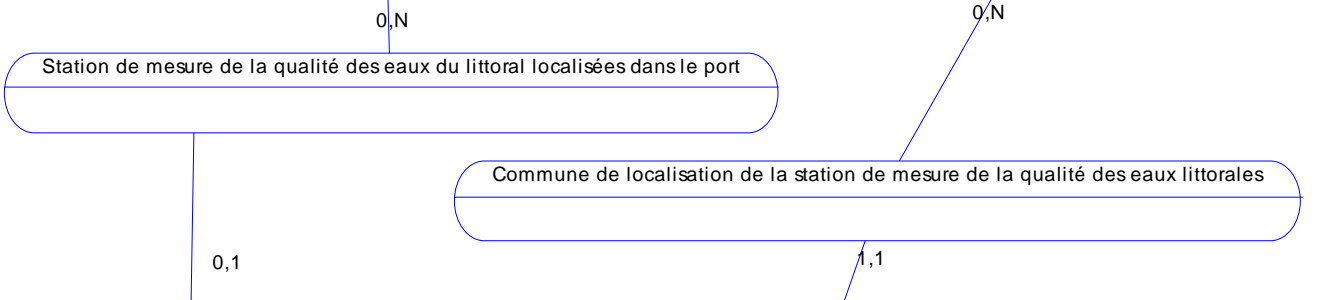 0,N
0,N
Station de mesure de la qualité des eaux du littoral localisées dans le port
Commune de localisation de la station de mesure de la qualité des eaux littorales
0,1
1,1